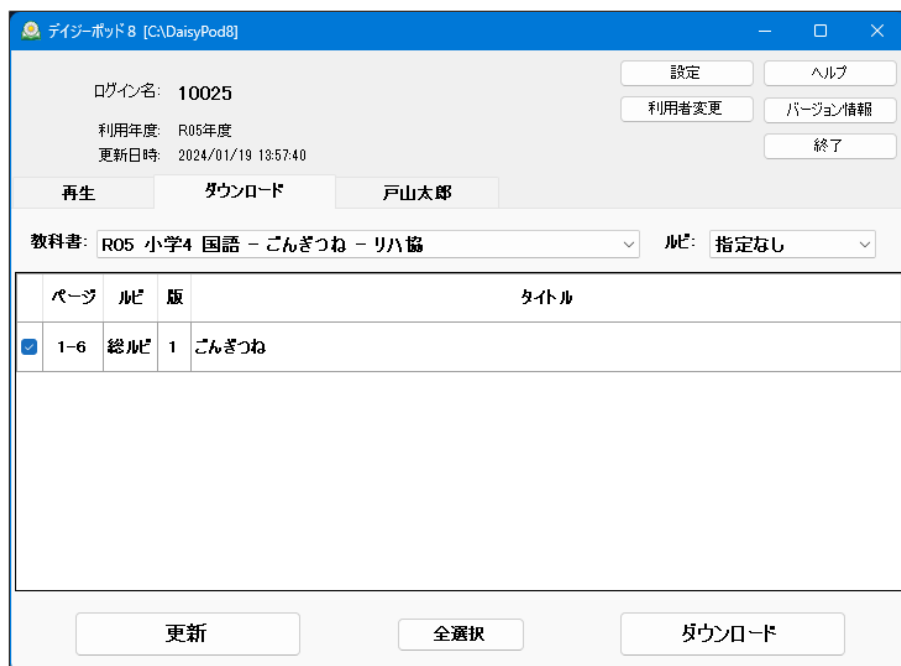 デイジーポッド8 [C:\DaisyPod8]
設定 ヘルプ
ログイン名: 10025
利用者変更 バージョン情報
利用年度: R05年度
終了
更新日時: 2024/01/19 13:57:40
再生 ダウンロード 戸山太郎
教科書: R05 小学4 国語 - ごんぎつね - リハ協 ルビ: 指定なし
ページ ルビ 版 タイトル
1-6 総ルビ 1 ごんぎつね
更新 全選択 ダウンロード